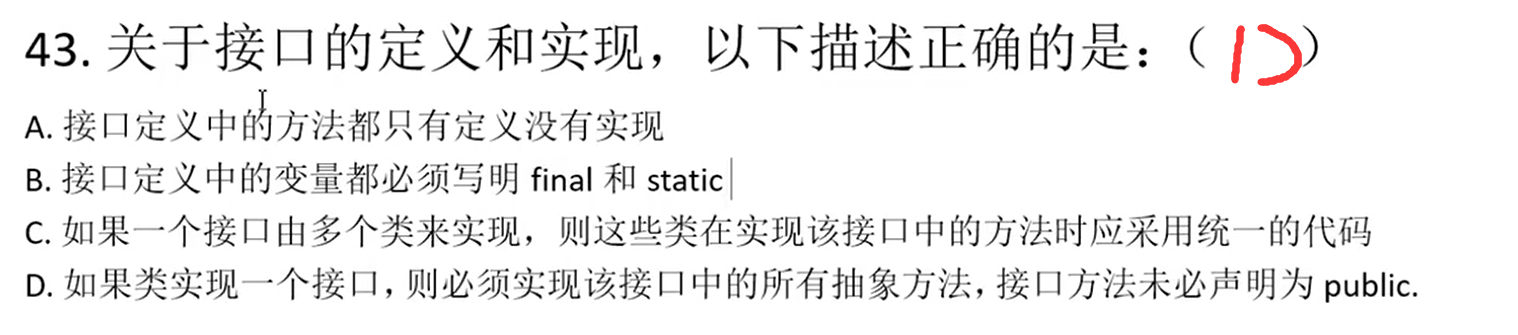 43. 关于接口的定义和实现，以下描述正确的是：（ D ）
A. 接口定义中的方法都只有定义没有实现
B. 接口定义中的变量都必须写明 final 和 static
C. 如果一个接口由多个类来实现，则这些类在实现该接口中的方法时应采用统一的代码
D. 如果类实现一个接口，则必须实现该接口中的所有抽象方法，接口方法未必声明为 public.